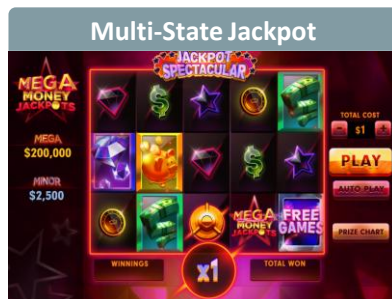 Multi-State Jackpot
JACKPOT
SPECTACULAR
MEGA
MONEY
JACKPOTS
MEGA
$200,000
MINOR
$2,500
TOTAL COST
- $1 +
PLAY
AUTO PLAY
PRIZE CHART
MEGA
MONEY
JACKPOTS
FREE
GAMES
WINNINGS
x1
TOTAL WON